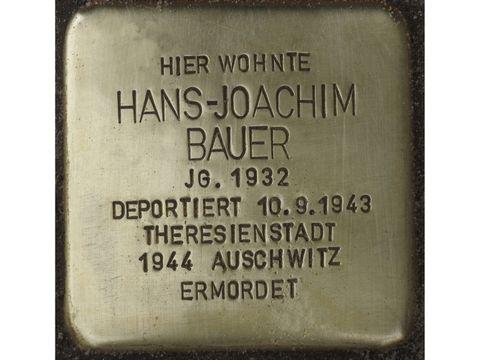 HIER WOHNTE
HANS-JOACHIM
BAUER
JG. 1932
DEPORTIERT 10.9.1943
THERESIENSTADT
1944 AUSCHWITZ
ERMORDET